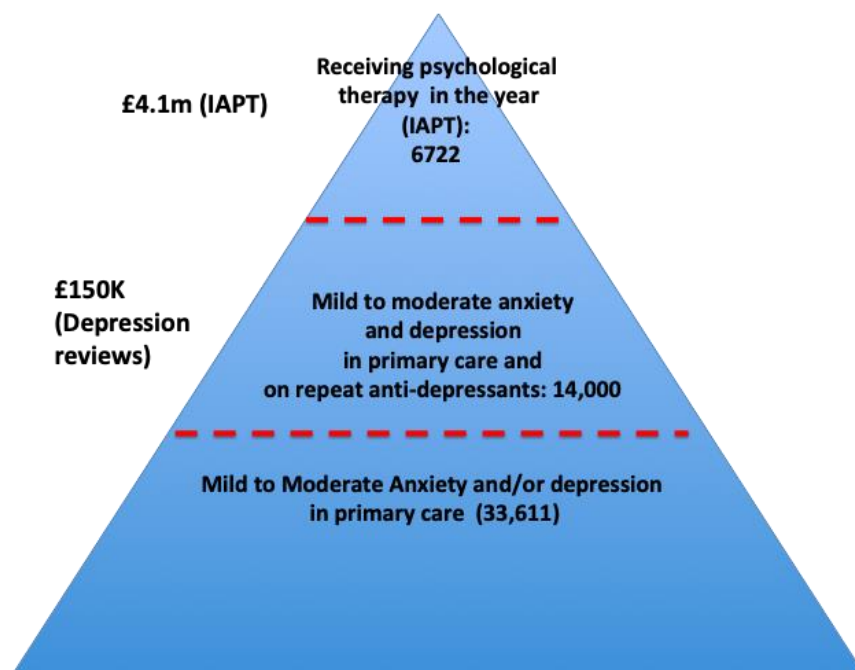 Receiving psychological
therapy in the year
(IAPT):
6722
£4.1m (IAPT)
£150K
(Depression
reviews)
Mild to moderate anxiety
and depression
in primary care and
on repeat anti-depressants: 14,000
Mild to Moderate Anxiety and/or depression
in primary care (33,611)